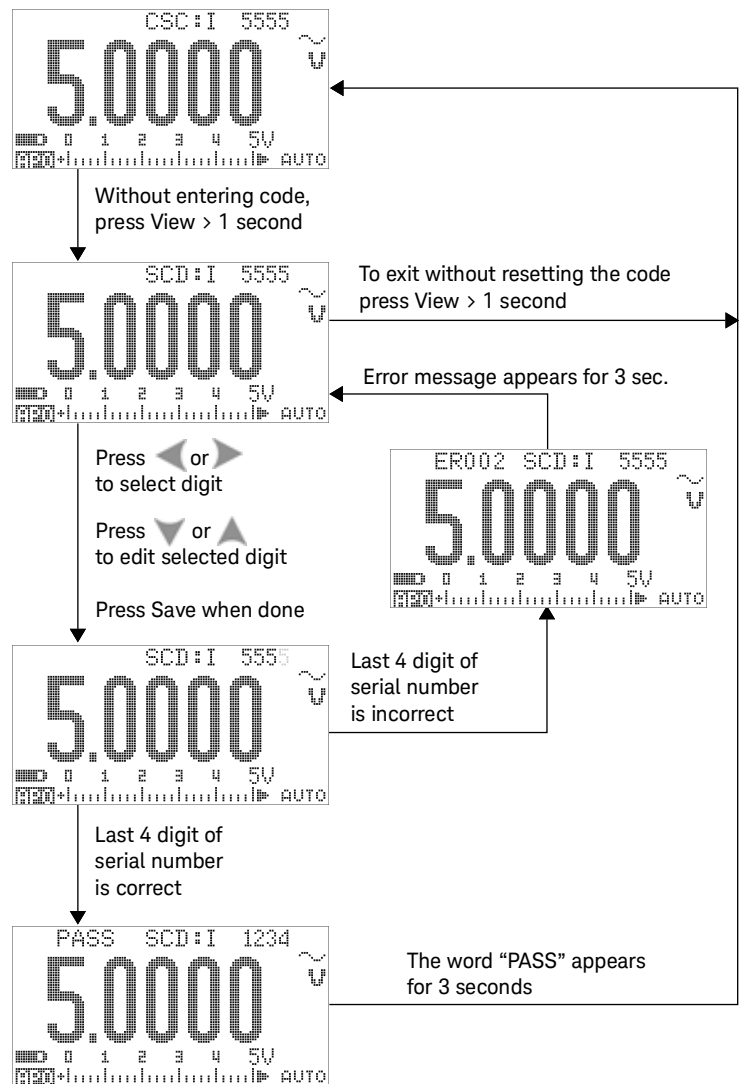 CSC:I 5555
5.0000
V
0 1 2 3 4 5V
APO AUTO
Without entering code,
press View > 1 second
SCD:I 5555
5.0000
V
0 1 2 3 4 5V
APO AUTO
To exit without resetting the code
press View > 1 second
Error message appears for 3 sec.
Press or
to select digit
Press or
to edit selected digit
Press Save when done
ER002 SCD:I 5555
5.0000
V
0 1 2 3 4 5V
APO AUTO
SCD:I 5555
5.0000
V
0 1 2 3 4 5V
APO AUTO
Last 4 digit of
serial number
is incorrect
Last 4 digit of
serial number
is correct
PASS SCD:I 1234
5.0000
V
0 1 2 3 4 5V
APO AUTO
The word “PASS” appears
for 3 seconds